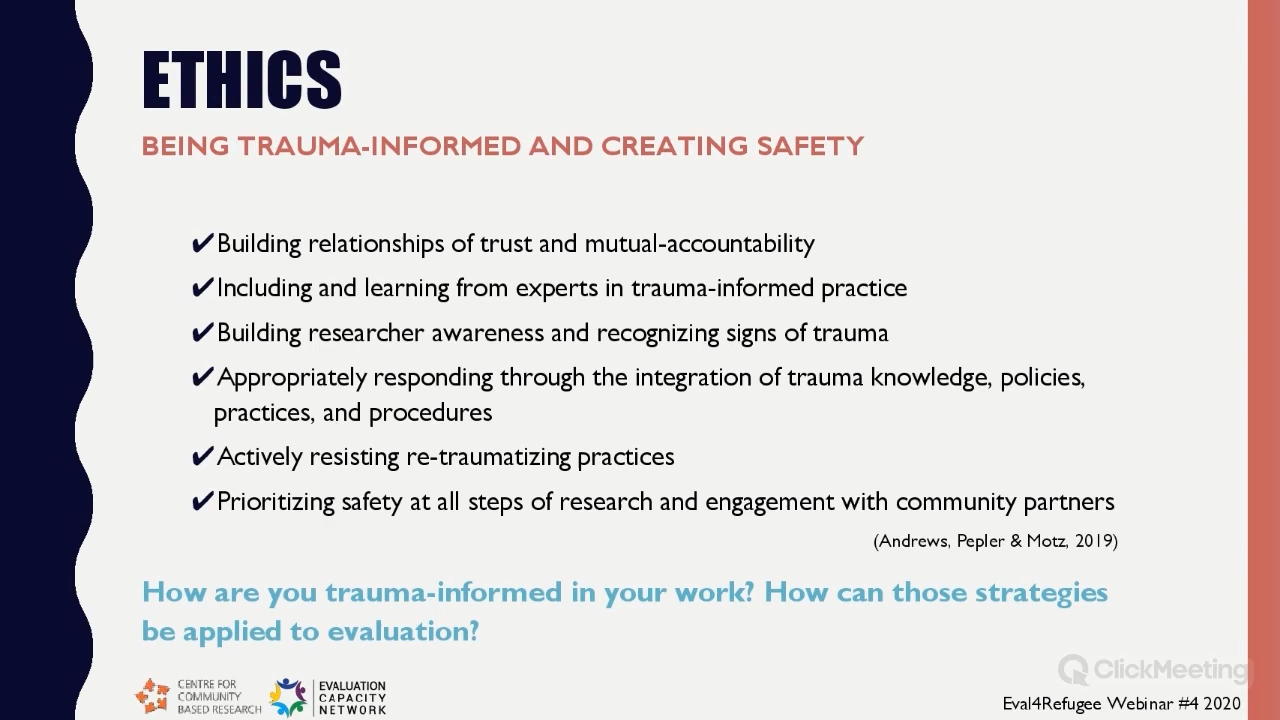 ETHICS
BEING TRAUMA-INFORMED AND CREATING SAFETY
✔Building relationships of trust and mutual-accountability
✔Including and learning from experts in trauma-informed practice
✔Building researcher awareness and recognizing signs of trauma
✔Appropriately responding through the integration of trauma knowledge, policies,
practices, and procedures
✔Actively resisting re-traumatizing practices
✔Prioritizing safety at all steps of research and engagement with community partners
(Andrews, Pepler & Motz, 2019)
How are you trauma-informed in your work? How can those strategies
be applied to evaluation?
CENTRE FOR
COMMUNITY
BASED RESEARCH
EVALUATION
CAPACITY
NETWORK
ClickMeeting
Eval4Refugee Webinar #4 2020